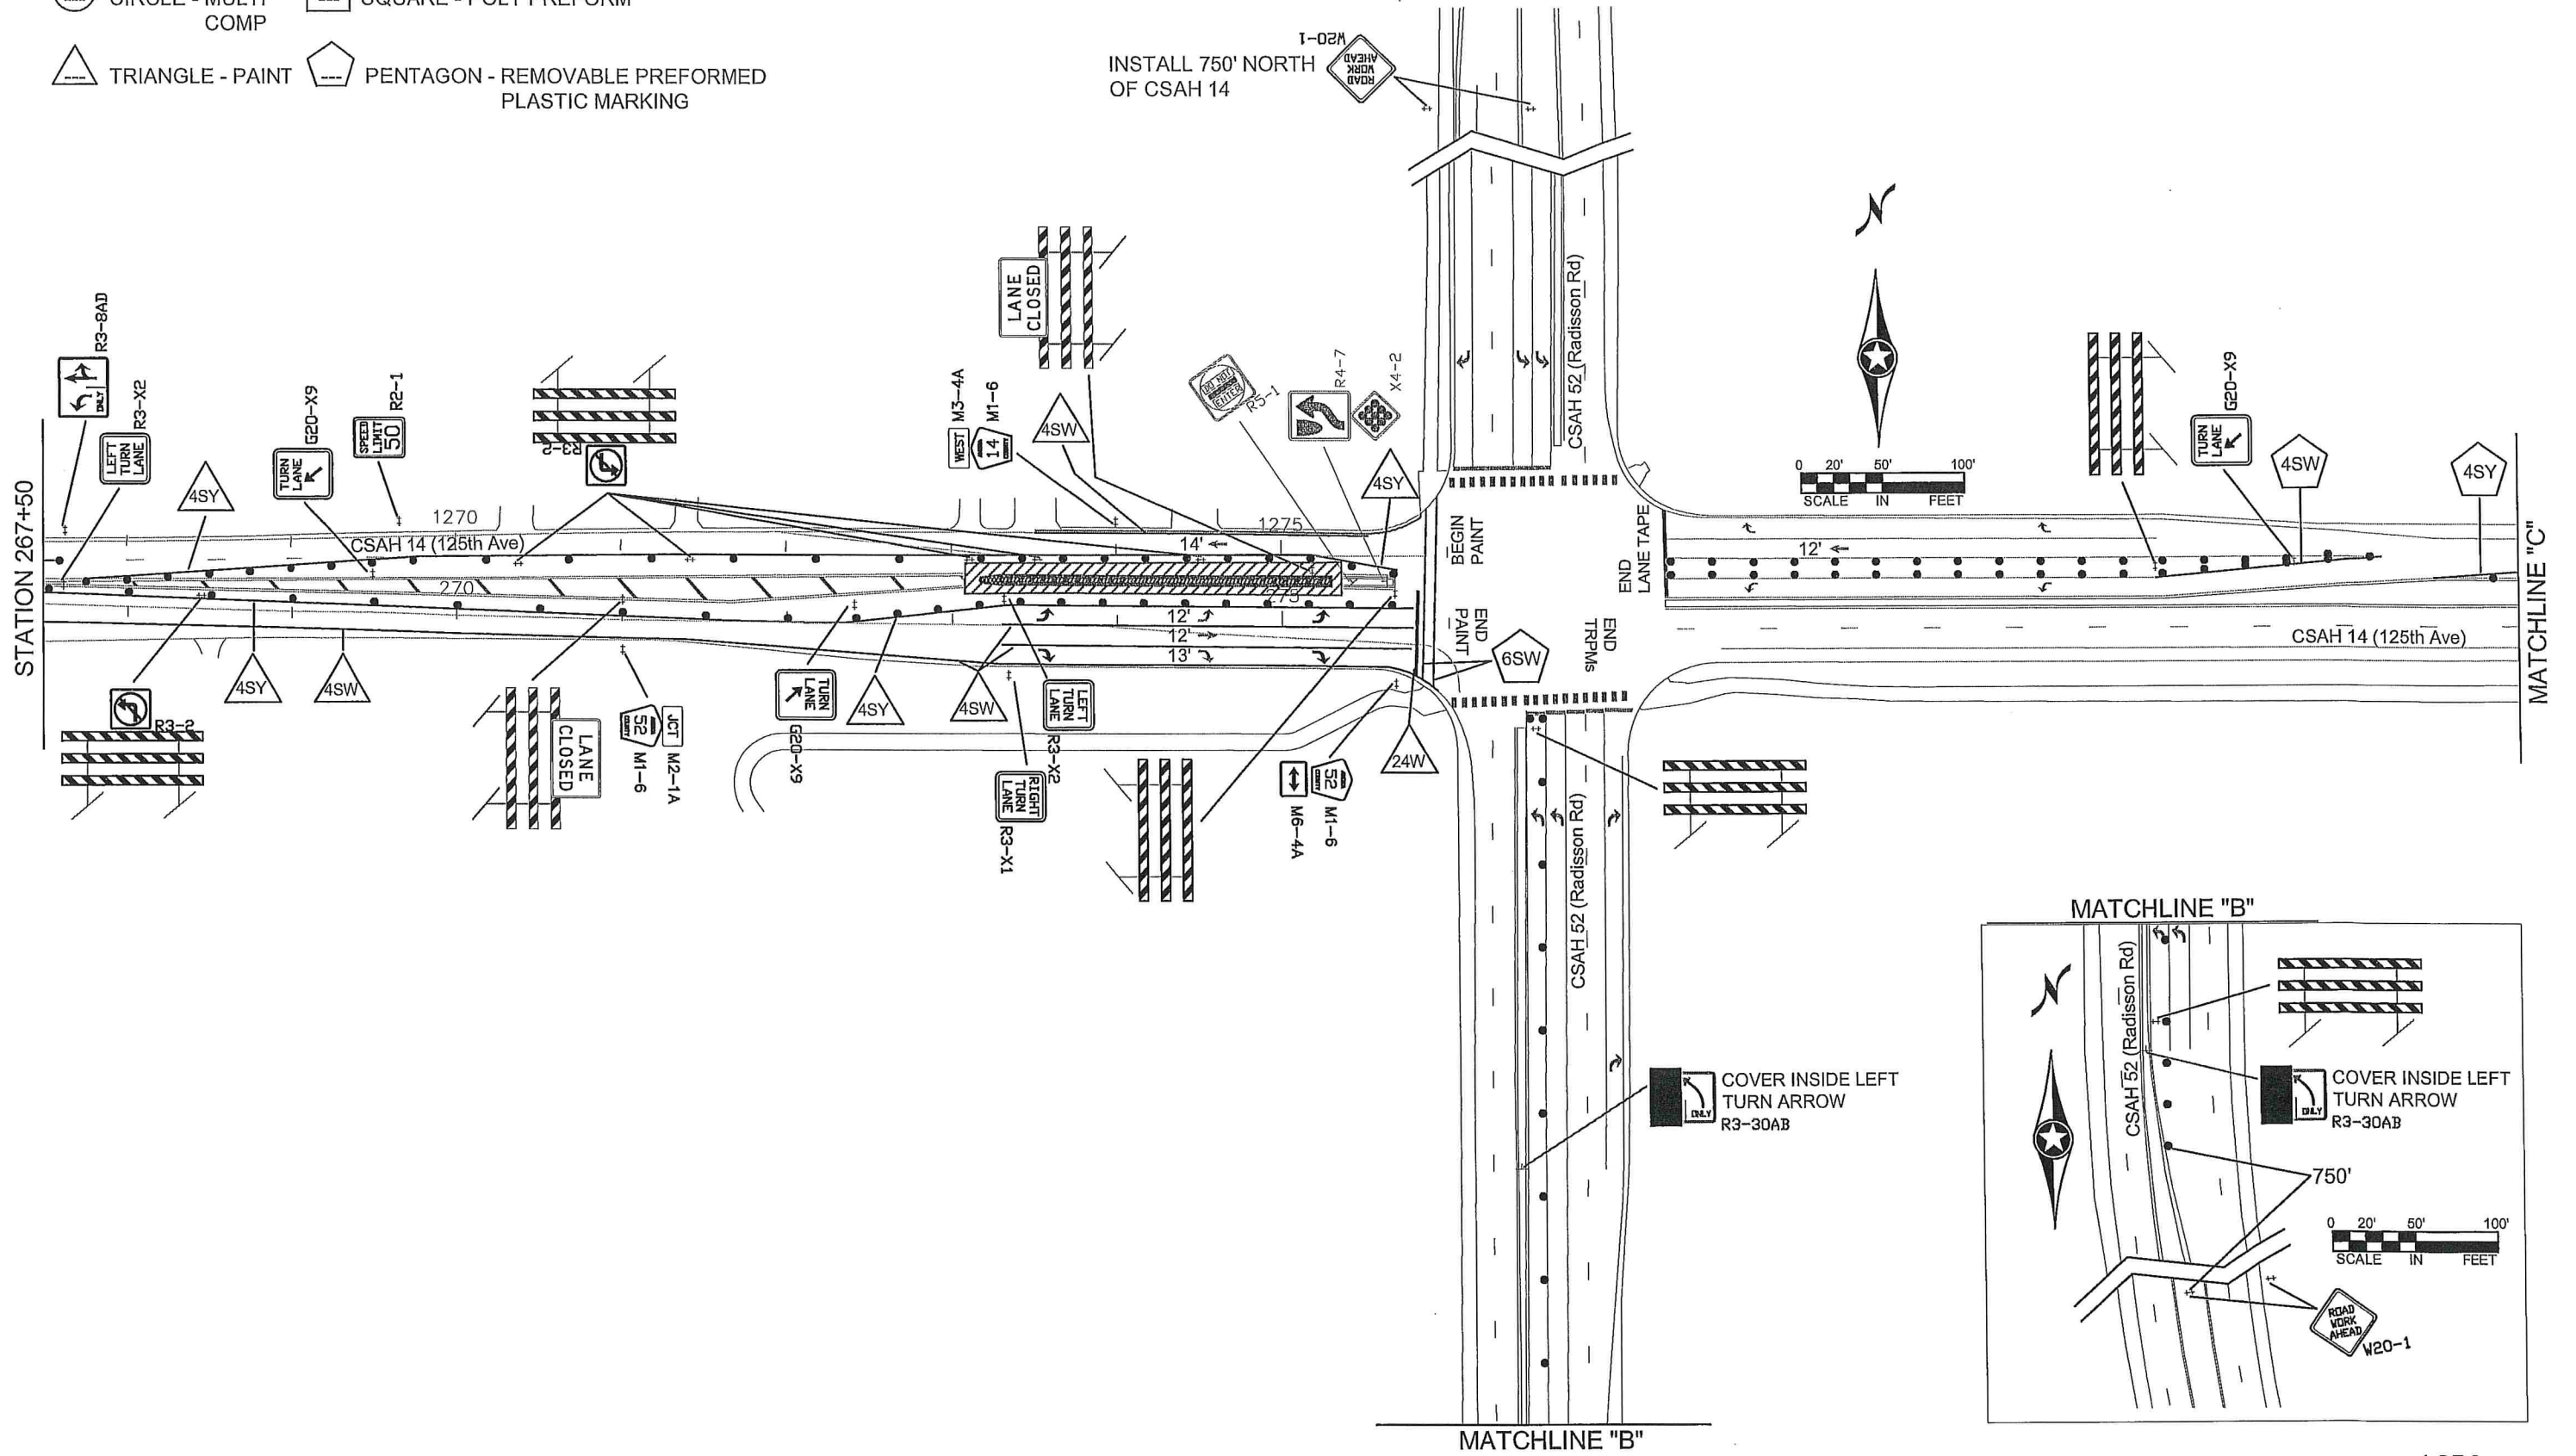 CIRCLE - MULTI
COMP
SQUARE - POLY PREFORM
TRIANGLE - PAINT
PENTAGON - REMOVABLE PREFORMED
PLASTIC MARKING
INSTALL 750' NORTH
OF CSAH 14
W20-1
ROAD
WORK
AHEAD
CSAH 52 (Radisson Rd)
N
0 20' 50' 100'
SCALE IN FEET
STATION 267+50
R3-8AD
ONLY
LEFT
TURN
LANE
R3-X2
4SY
TURN
LANE
G20-X9
SPEED
LIMIT
50
R2-1
R3-2
WEST
M3-4A
14
COUNTY
M1-6
4SW
LANE
CLOSED
DO NOT
ENTER
R5-1
R4-7
X4-2
4SY
1270
CSAH 14 (125th Ave)
270
1275
14'
275
12'
12'
13'
BEGIN
PAINT
END
PAINT
END
LANE TAPE
END
TRPMs
12'
TURN
LANE
G20-X9
4SW
4SY
CSAH 14 (125th Ave)
MATCHLINE "C"
R3-2
4SY
4SW
LANE
CLOSED
JCT
M2-1A
52
COUNTY
M1-6
TURN
LANE
G20-X9
4SY
4SW
LEFT
TURN
LANE
R3-X2
RIGHT
TURN
LANE
R3-X1
52
COUNTY
M1-6
M6-4A
24W
6SW
CSAH 52 (Radisson Rd)
ONLY
COVER INSIDE LEFT
TURN ARROW
R3-30AB
MATCHLINE "B"
MATCHLINE "B"
CSAH 52 (Radisson Rd)
N
ONLY
COVER INSIDE LEFT
TURN ARROW
R3-30AB
750'
0 20' 50' 100'
SCALE IN FEET
ROAD
WORK
AHEAD
W20-1